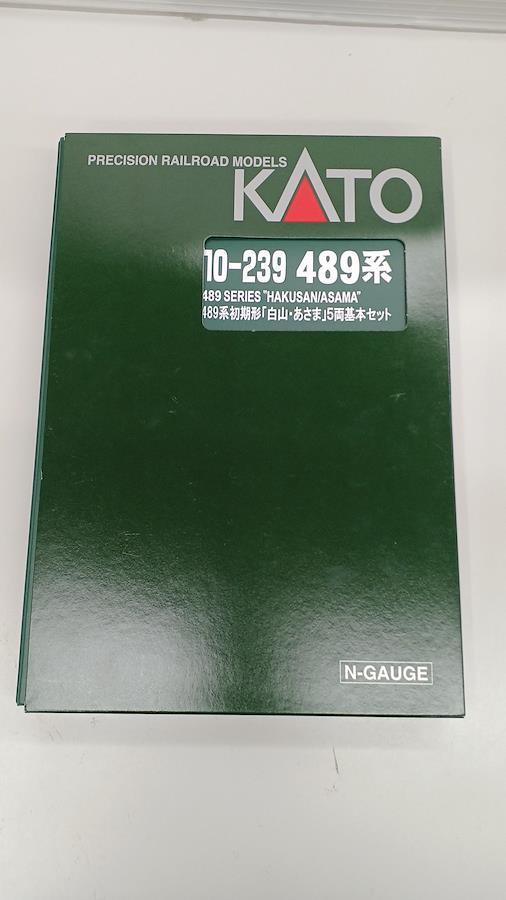 PRECISION RAILROAD MODELS
KATO
10-239 489系
489 SERIES "HAKUSAN/ASAMA"
489系初期形「白山・あさま」5両基本セット
N-GAUGE